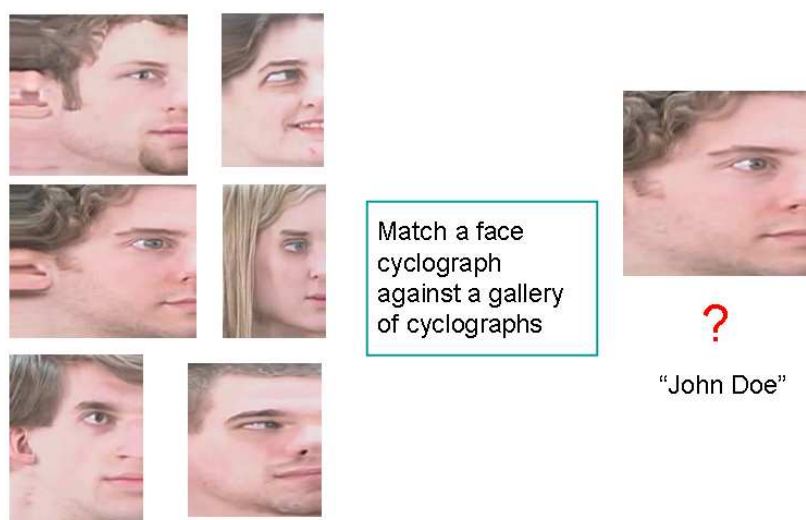 Match a face
cyclograph
against a gallery
of cyclographs
?
“John Doe”